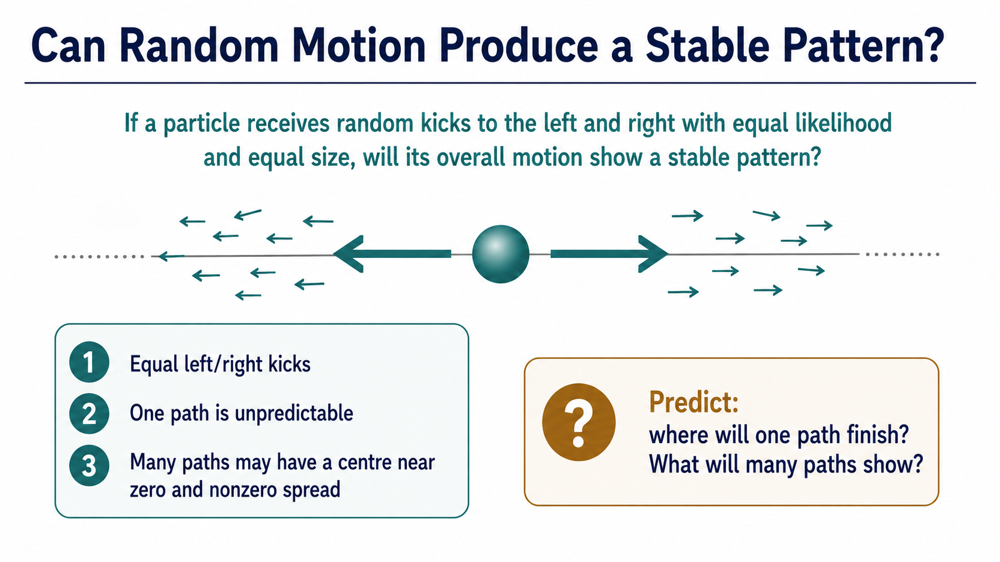 Can Random Motion Produce a Stable Pattern?
If a particle receives random kicks to the left and right with equal likelihood
and equal size, will its overall motion show a stable pattern?
1 Equal left/right kicks
2 One path is unpredictable
3 Many paths may have a centre near
zero and nonzero spread
?
Predict:
where will one path finish?
What will many paths show?